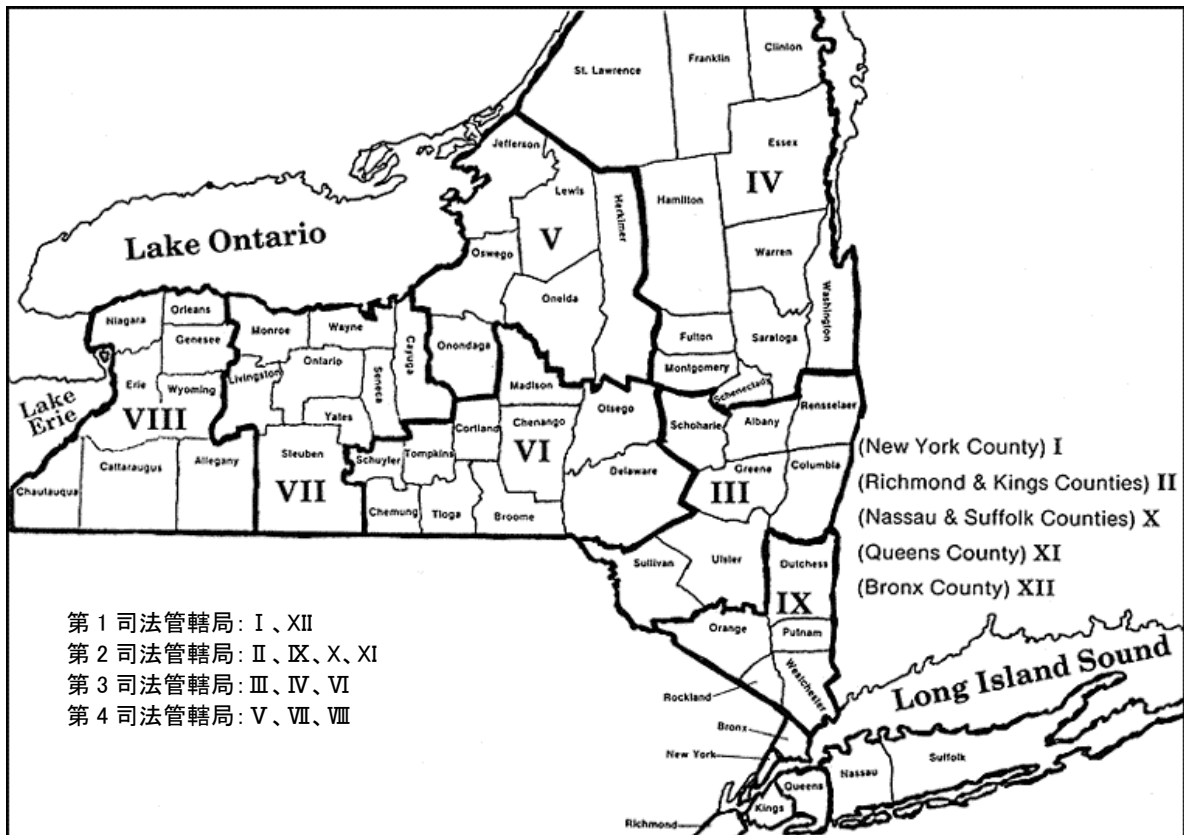 St. Lawrence
Franklin
Clinton
Jefferson
Essex
Lewis
Hamilton
IV
Herkimer
V
Lake Ontario
Oswego
Warren
Oneida
Washington
Niagara
Orleans
Monroe
Wayne
Cayuga
Onondaga
Fulton
Saratoga
Genesee
Ontario
Montgomery
Livingston
Seneca
Madison
Schenectady
Erie
Wyoming
Lake
Erie
VIII
Yates
Otsego
Rensselaer
Cortland
Chenango
Schoharie
Albany
(New York County) I
Steuben
Schuyler
Tompkins
VI
Cattaraugus
Allegany
Delaware
Greene
Columbia
VII
III
(Richmond & Kings Counties) II
Chautauqua
Chemung
Tioga
Broome
(Nassau & Suffolk Counties) X
(Queens County) XI
Sullivan
Ulster
Dutchess
(Bronx County) XII
IX
第1司法管轄局: Ⅰ、Ⅻ
第2司法管轄局: Ⅱ、Ⅸ、Ⅹ、Ⅺ
第3司法管轄局: Ⅲ、Ⅳ、Ⅵ
第4司法管轄局: Ⅴ、Ⅶ、Ⅷ
Orange
Putnam
Westchester
Long Island Sound
Rockland
Bronx
New York
Suffolk
Nassau
Queens
Kings
Richmond